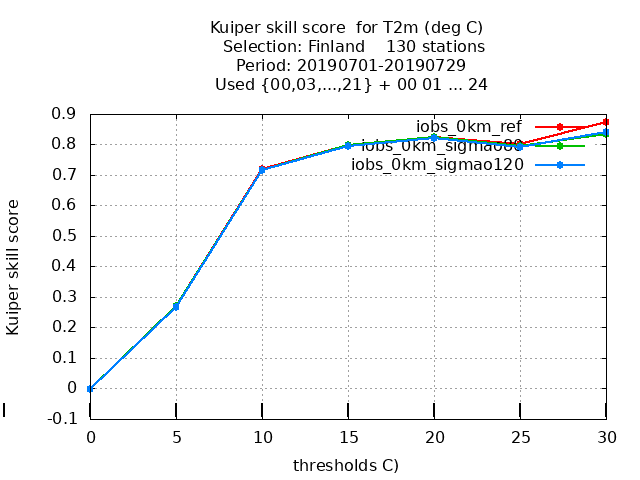 Kuiper skill score for T2m (deg C)
Selection: Finland 130 stations
Period: 20190701-20190729
Used {00,03,...,21} + 00 01 ... 24
0.9
0.8
0.7
0.6
0.5
0.4
0.3
0.2
0.1
0
-0.1
Kuiper skill score
iobs_0km_ref
iobs_0km_sigmao80
iobs_0km_sigmao120
0 5 10 15 20 25 30
thresholds C)